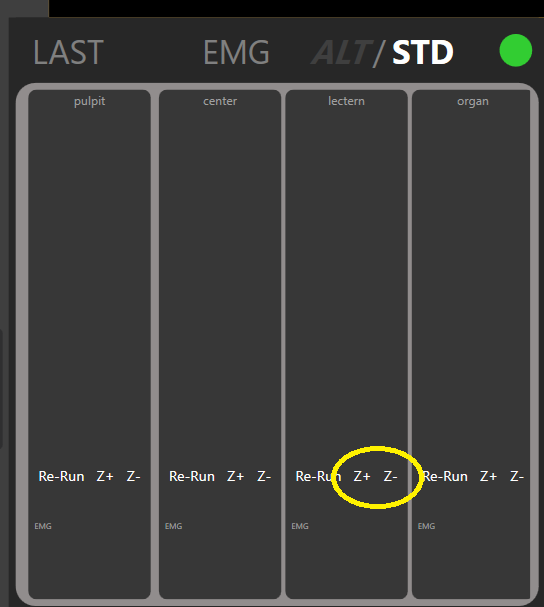 LAST EMG ALT/STD
pulpit center lectern organ
Re-Run Z+ Z- Re-Run Z+ Z- Re-Run Z+ Z- Re-Run Z+ Z-
EMG EMG EMG EMG